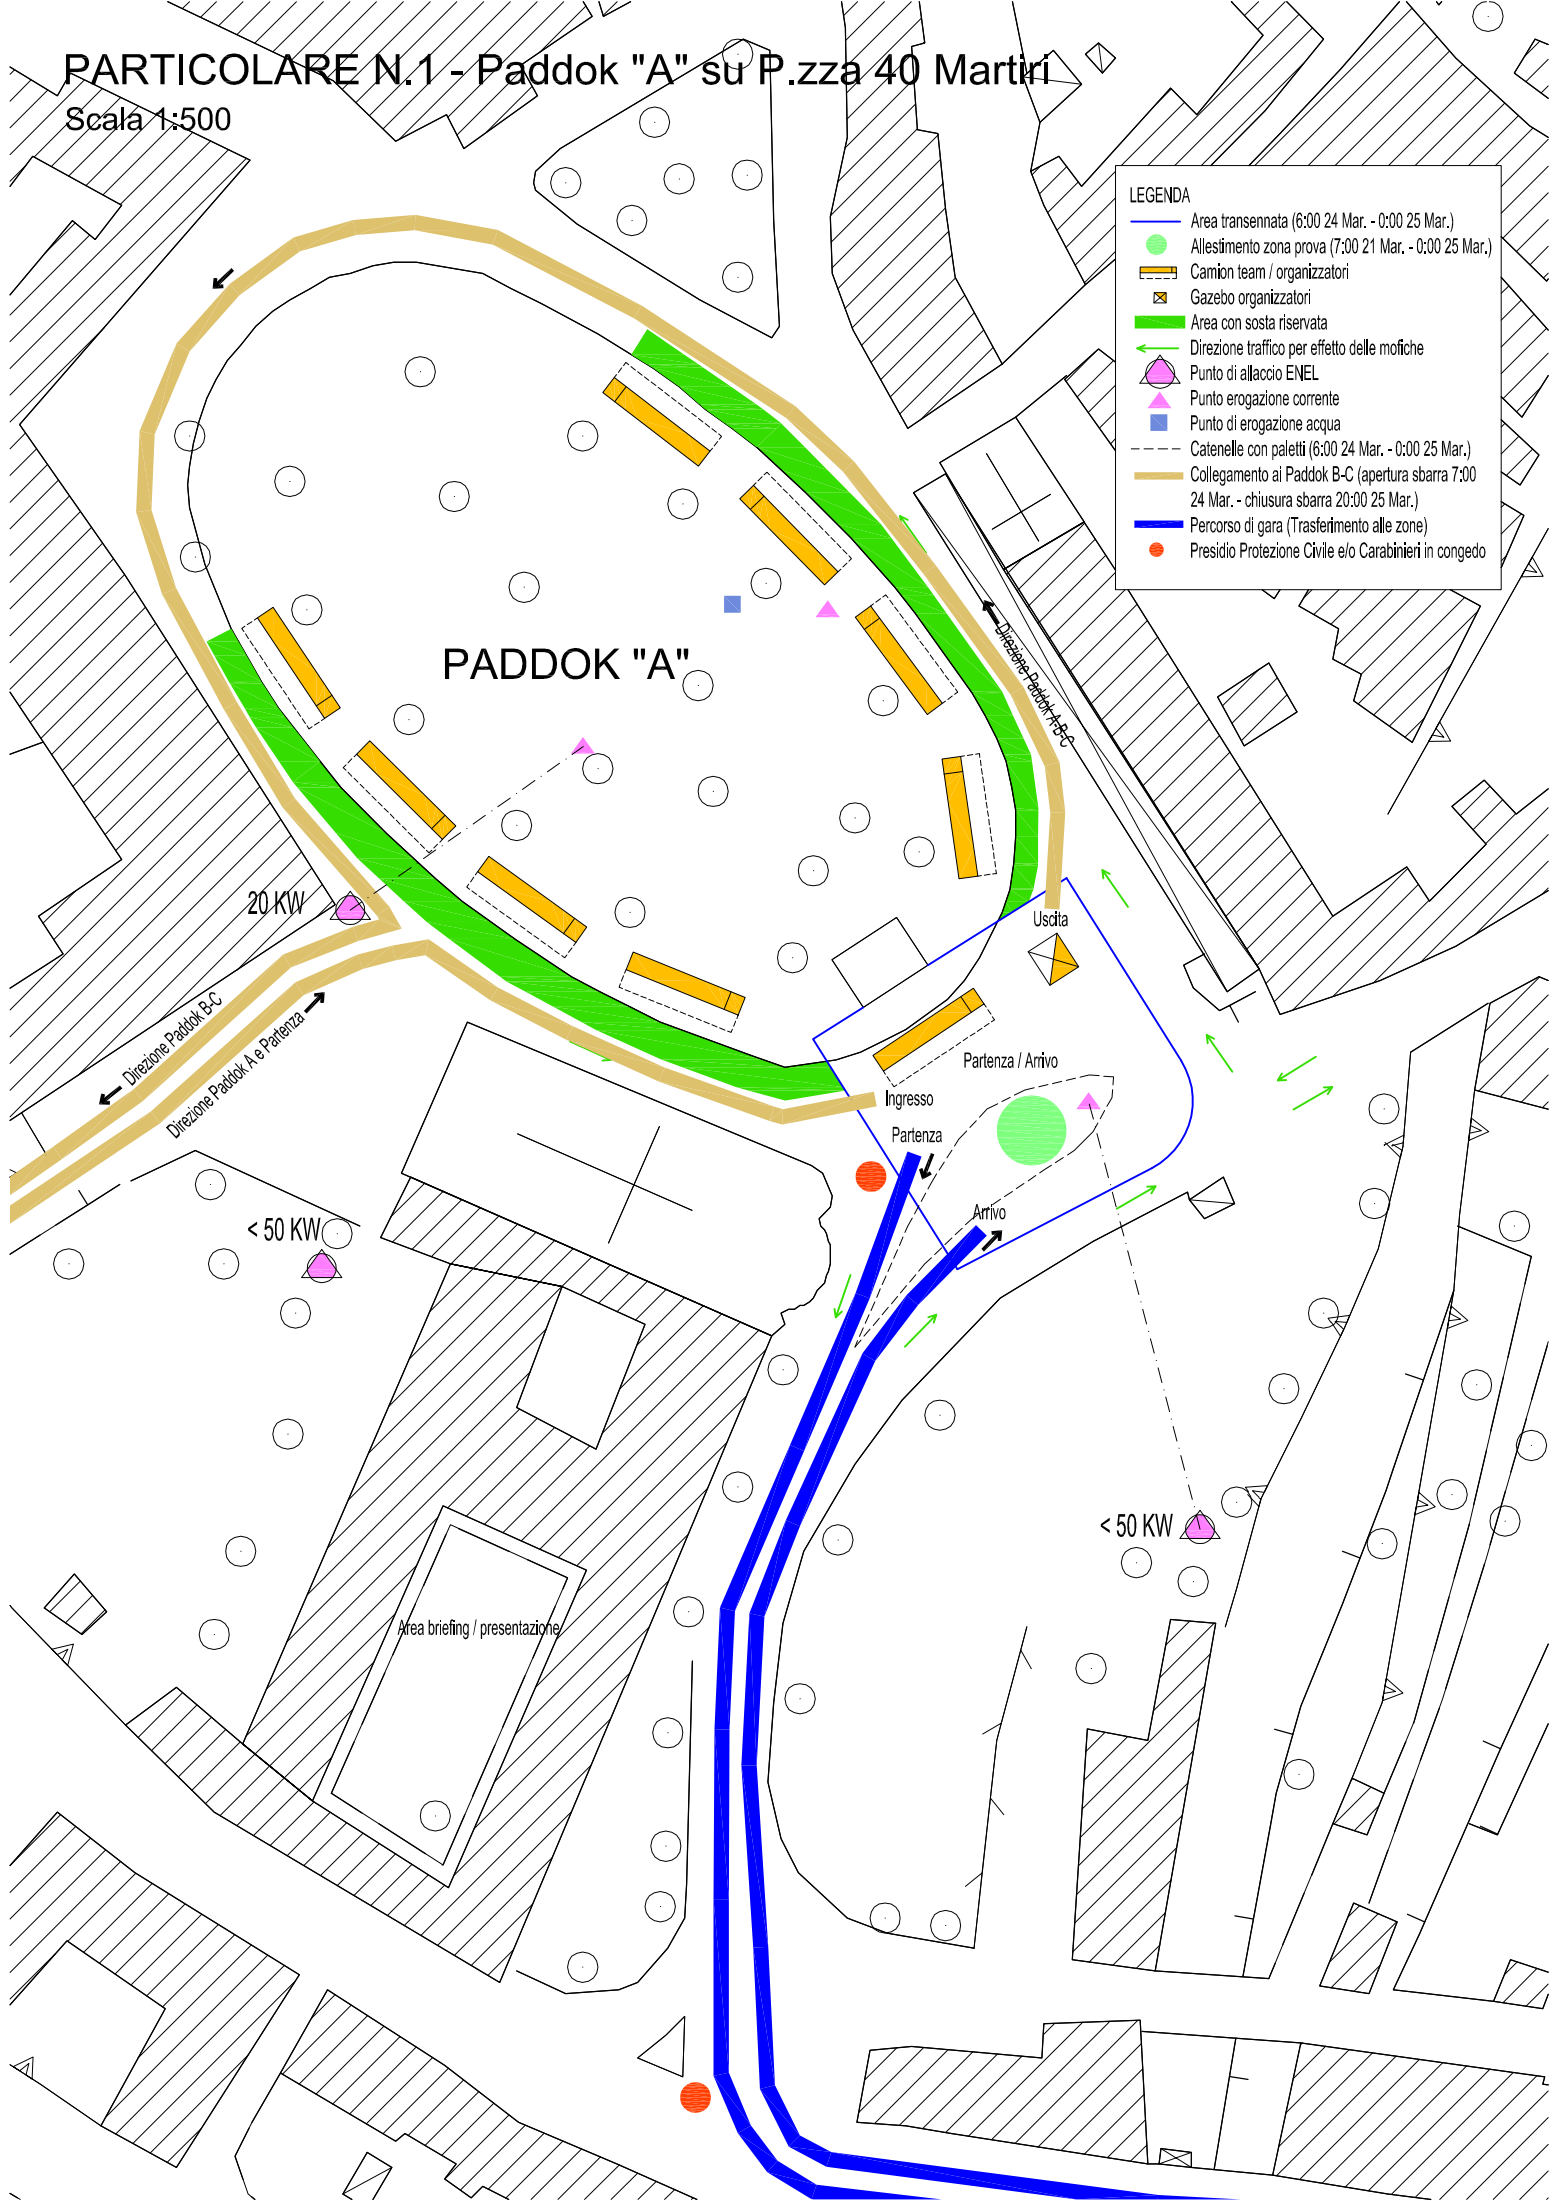 PARTICOLARE N.1 - Paddok "A" su P.zza 40 Martiri
Scala 1:500
LEGENDA
Area transennata (6:00 24 Mar. - 0:00 25 Mar.)
Allestimento zona prova (7:00 21 Mar. - 0:00 25 Mar.)
Camion team / organizzatori
Gazebo organizzatori
Area con sosta riservata
Direzione traffico per effetto delle mofiche
Punto di allaccio ENEL
Punto erogazione corrente
Punto di erogazione acqua
Catenelle con paletti (6:00 24 Mar. - 0:00 25 Mar.)
Collegamento ai Paddok B-C (apertura sbarra 7:00
24 Mar. - chiusura sbarra 20:00 25 Mar.)
Percorso di gara (Trasferimento alle zone)
Presidio Protezione Civile e/o Carabinieri in congedo
PADDOK "A"
Direzione Paddok A-B-C
20 KW
Uscita
Direzione Paddok B-C
Direzione Paddok A e Partenza
Partenza / Arrivo
Ingresso
Partenza
Arrivo
< 50 KW
< 50 KW
Area briefing / presentazione